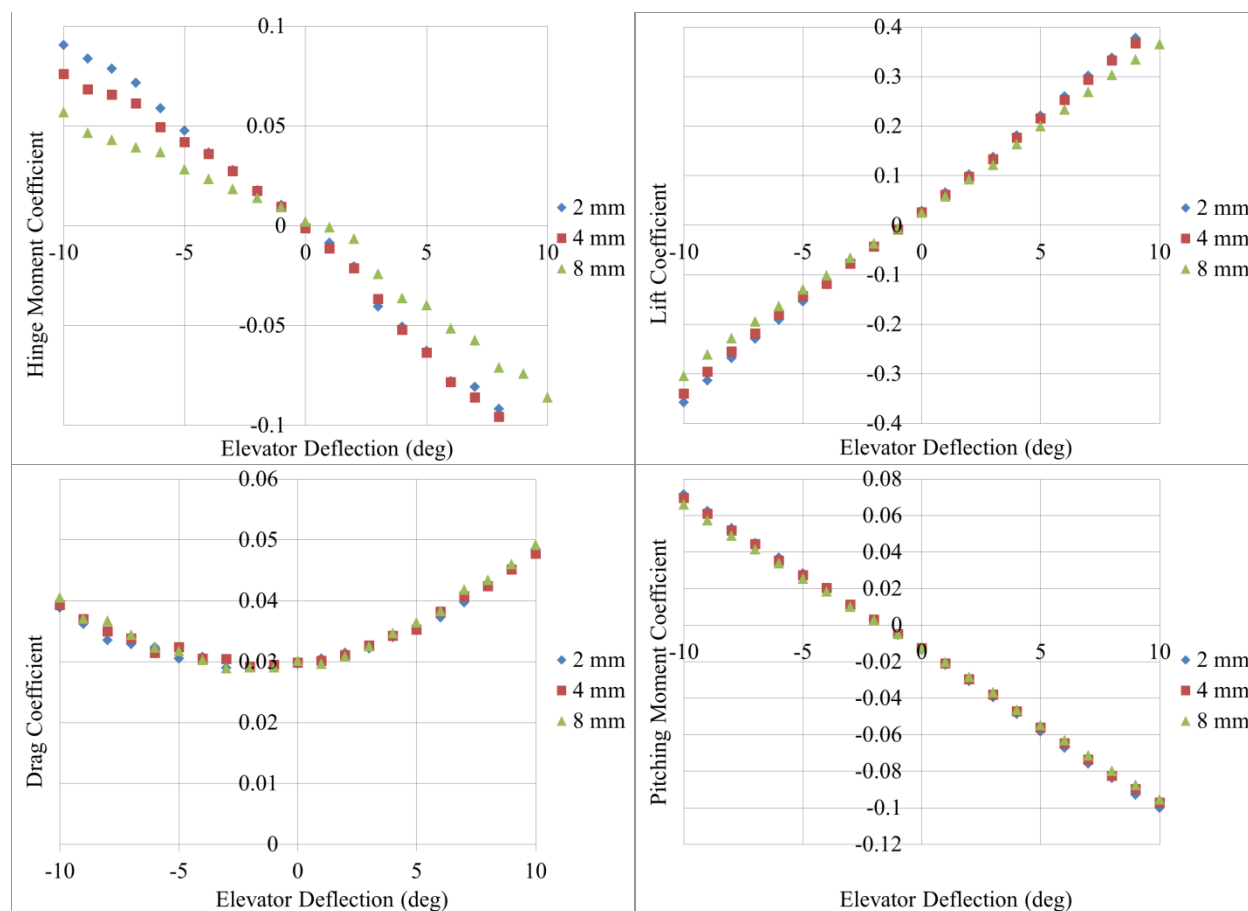 Hinge Moment Coefficient
0.1
0.05
0
-0.05
-0.1
-10
-5
0
5
10
Elevator Deflection (deg)
2 mm
4 mm
8 mm
Lift Coefficient
0.4
0.3
0.2
0.1
0
-0.1
-0.2
-0.3
-0.4
-10
-5
0
5
10
Elevator Deflection (deg)
2 mm
4 mm
8 mm
Drag Coefficient
0.06
0.05
0.04
0.03
0.02
0.01
0
-10
-5
0
5
10
Elevator Deflection (deg)
2 mm
4 mm
8 mm
Pitching Moment Coefficient
0.08
0.06
0.04
0.02
0
-0.02
-0.04
-0.06
-0.08
-0.1
-0.12
-10
-5
0
5
10
Elevator Deflection (deg)
2 mm
4 mm
8 mm